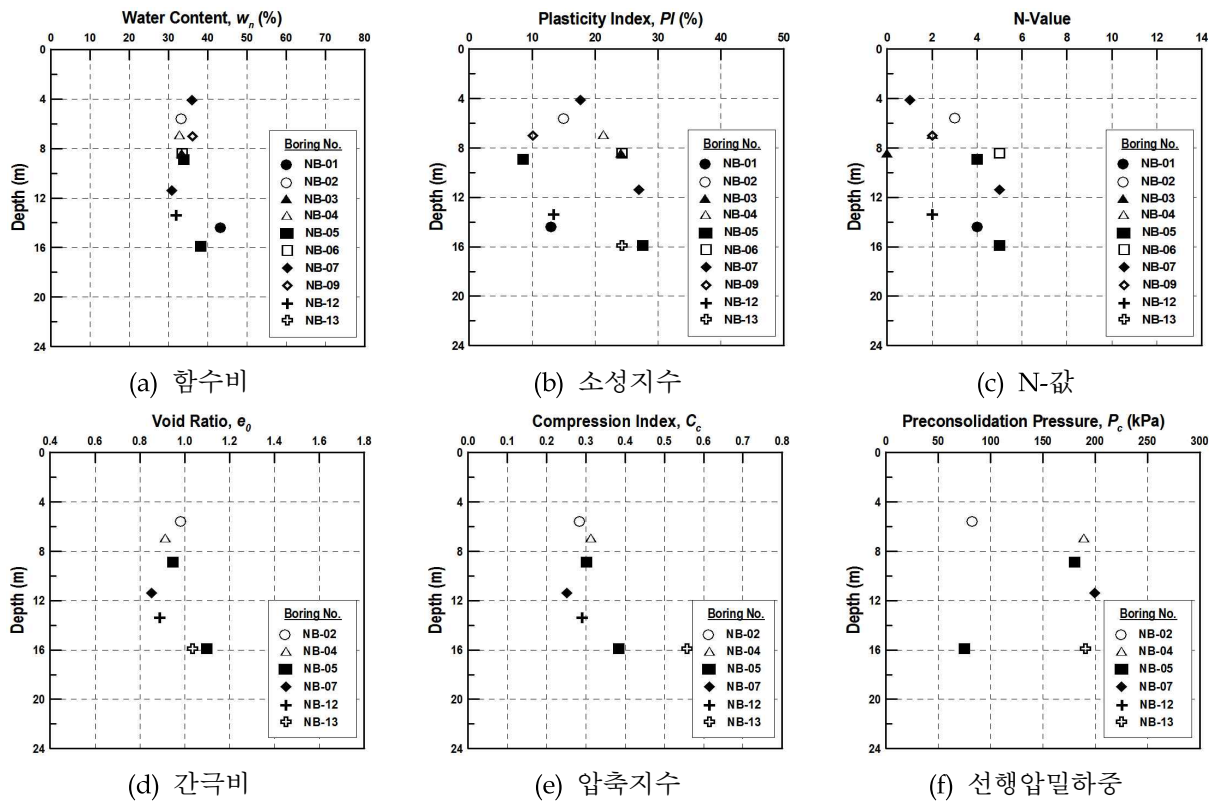 Water Content, wn (%)
0 10 20 30 40 50 60 70 80
Depth (m)
0
4
8
12
16
20
24
Boring No.
NB-01
NB-02
NB-03
NB-04
NB-05
NB-06
NB-07
NB-09
NB-12
NB-13
(a) 함수비
Plasticity Index, PI (%)
0 10 20 30 40 50
Depth (m)
0
4
8
12
16
20
24
Boring No.
NB-01
NB-02
NB-03
NB-04
NB-05
NB-06
NB-07
NB-09
NB-12
NB-13
(b) 소성지수
N-Value
0 2 4 6 8 10 12 14
Depth (m)
0
4
8
12
16
20
24
Boring No.
NB-01
NB-02
NB-03
NB-04
NB-05
NB-06
NB-07
NB-09
NB-12
NB-13
(c) N-값
Void Ratio, e0
0.4 0.6 0.8 1.0 1.2 1.4 1.6 1.8
Depth (m)
0
4
8
12
16
20
24
Boring No.
NB-02
NB-04
NB-05
NB-07
NB-12
NB-13
(d) 간극비
Compression Index, Cc
0.0 0.1 0.2 0.3 0.4 0.5 0.6 0.7 0.8
Depth (m)
0
4
8
12
16
20
24
Boring No.
NB-02
NB-04
NB-05
NB-07
NB-12
NB-13
(e) 압축지수
Preconsolidation Pressure, Pc (kPa)
0 50 100 150 200 250 300
Depth (m)
0
4
8
12
16
20
24
Boring No.
NB-02
NB-04
NB-05
NB-07
NB-12
NB-13
(f) 선행압밀하중